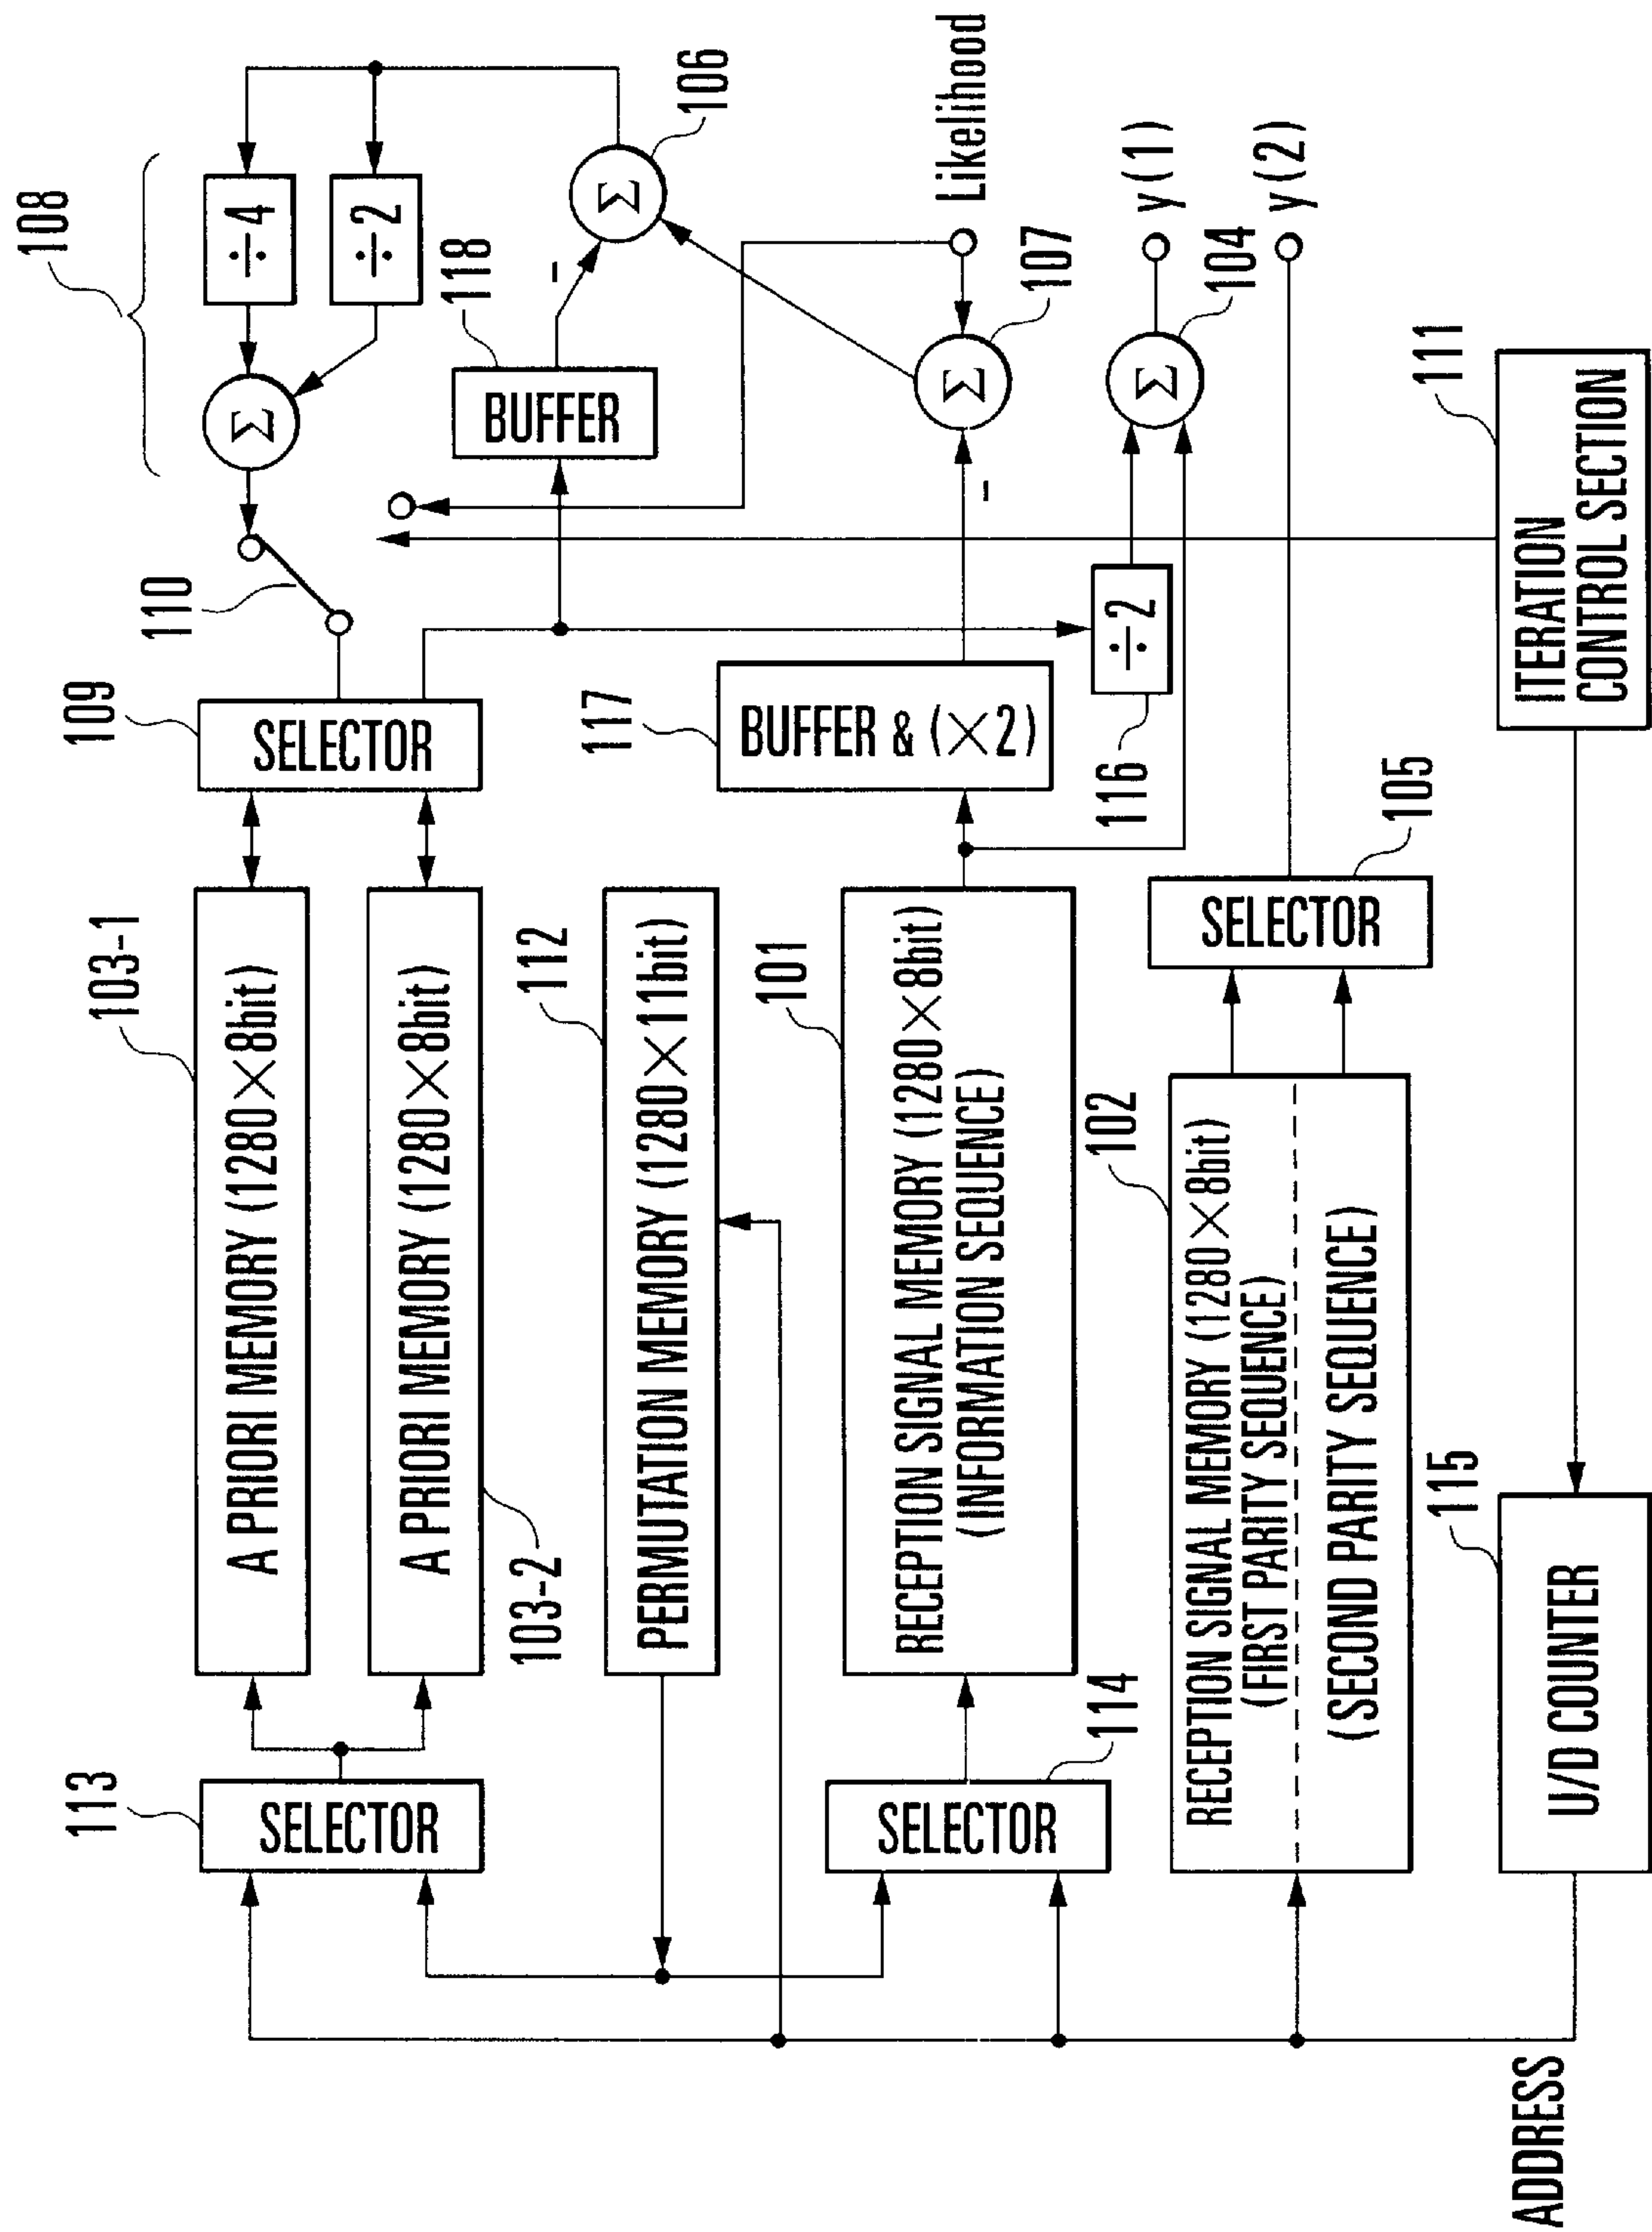 108
÷4
÷2
Σ
Σ
106
118
BUFFER
-
110
109
SELECTOR
103-1
A PRIORI MEMORY (1280×8bit)
A PRIORI MEMORY (1280×8bit)
103-2
113
SELECTOR
112
PERMUTATION MEMORY (1280×11bit)
Likelihood
Σ
107
-
117
BUFFER & (×2)
101
RECEPTION SIGNAL MEMORY (1280×8bit)
(INFORMATION SEQUENCE)
114
SELECTOR
y(1)
Σ
104
y(2)
÷2
116
105
SELECTOR
102
RECEPTION SIGNAL MEMORY (1280×8bit)
(FIRST PARITY SEQUENCE)
(SECOND PARITY SEQUENCE)
111
ITERATION
CONTROL SECTION
115
U/D COUNTER
ADDRESS